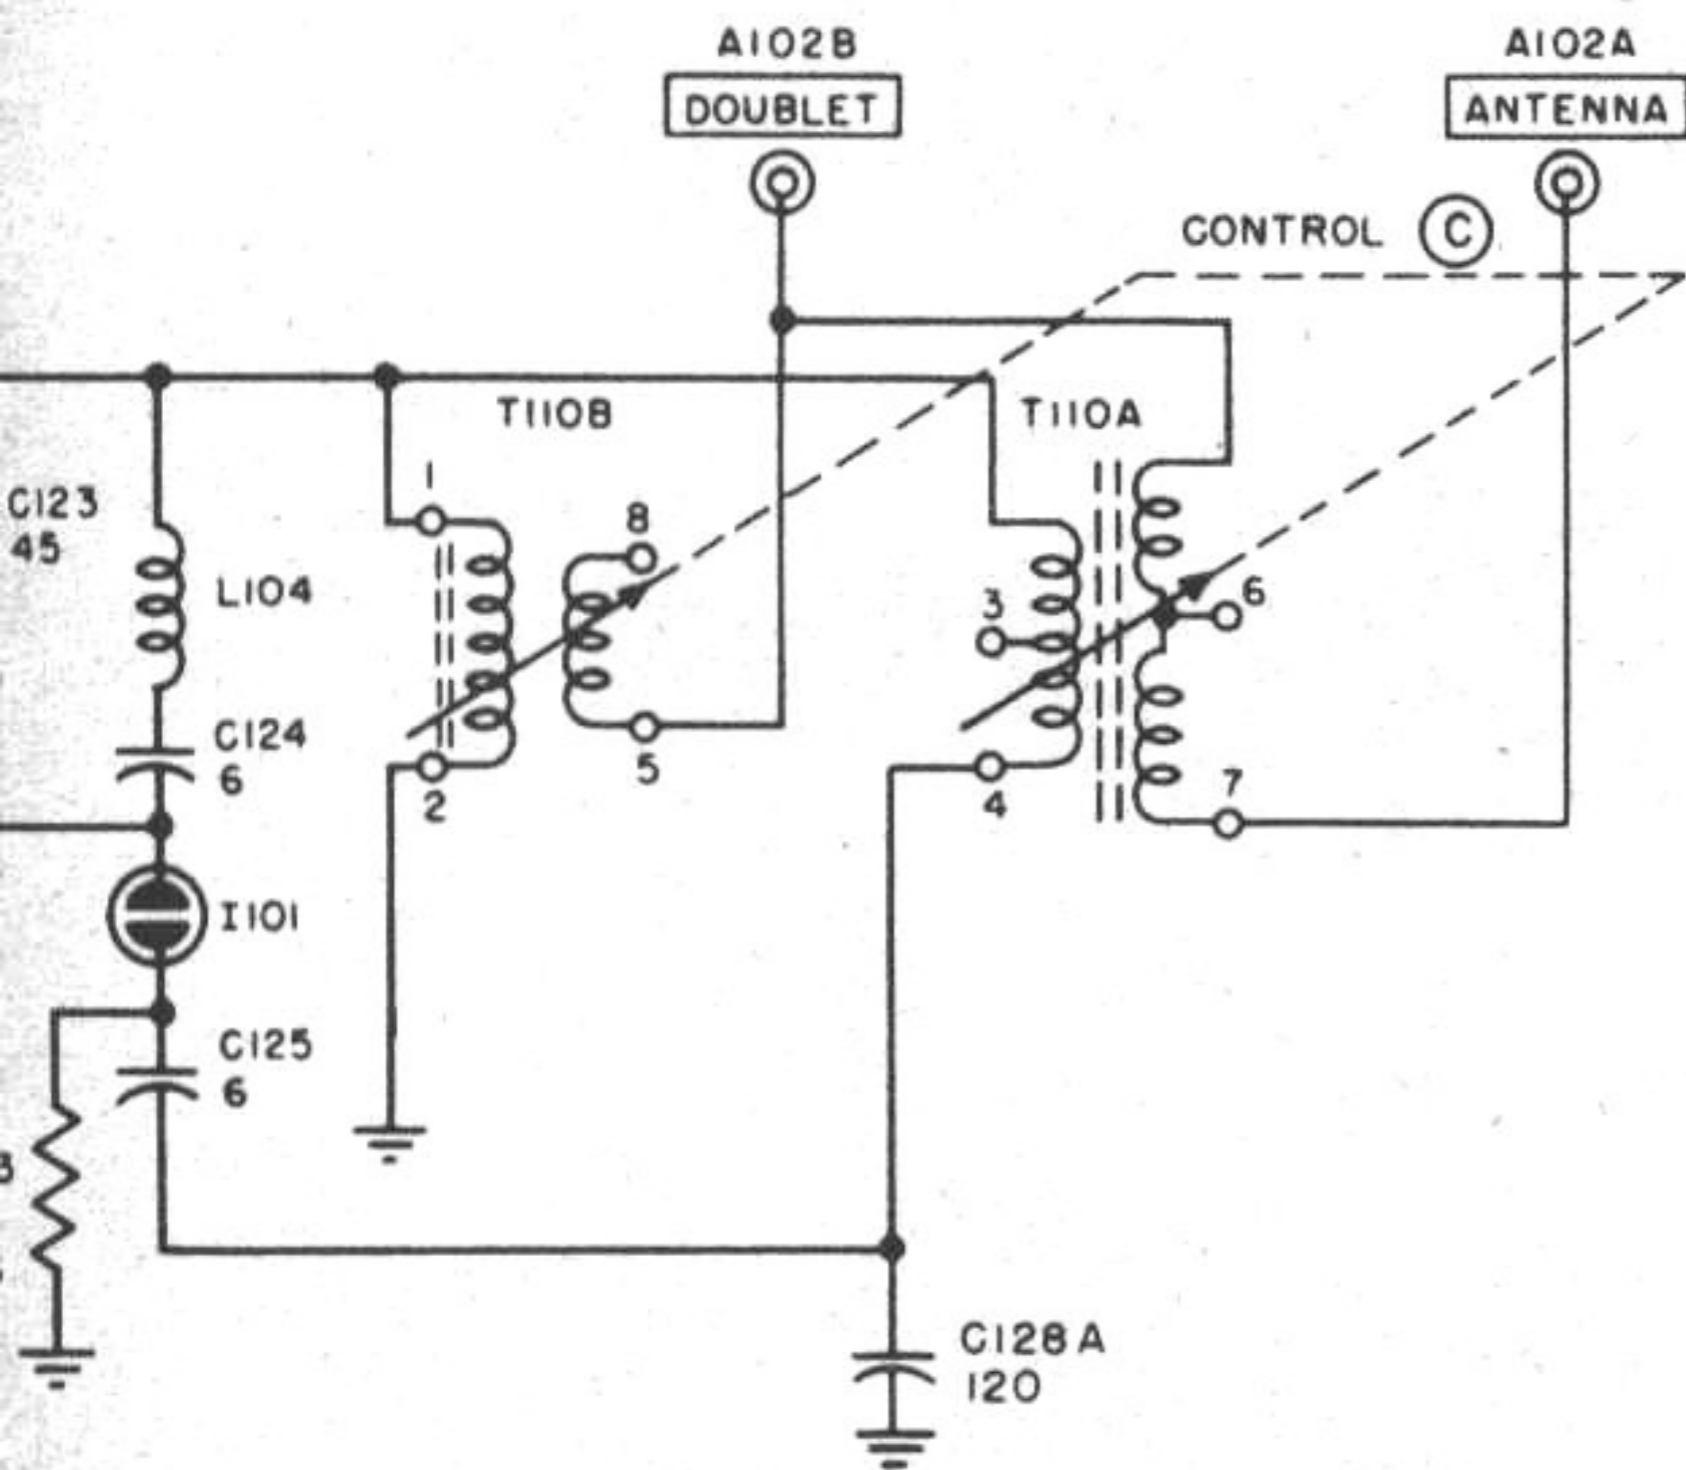 A102B
DOUBLET
A102A
ANTENNA
CONTROL C
T110B
T110A
C123
45
L104
1
8
3
6
C124
6
2
5
4
7
I101
C125
6
C128A
120